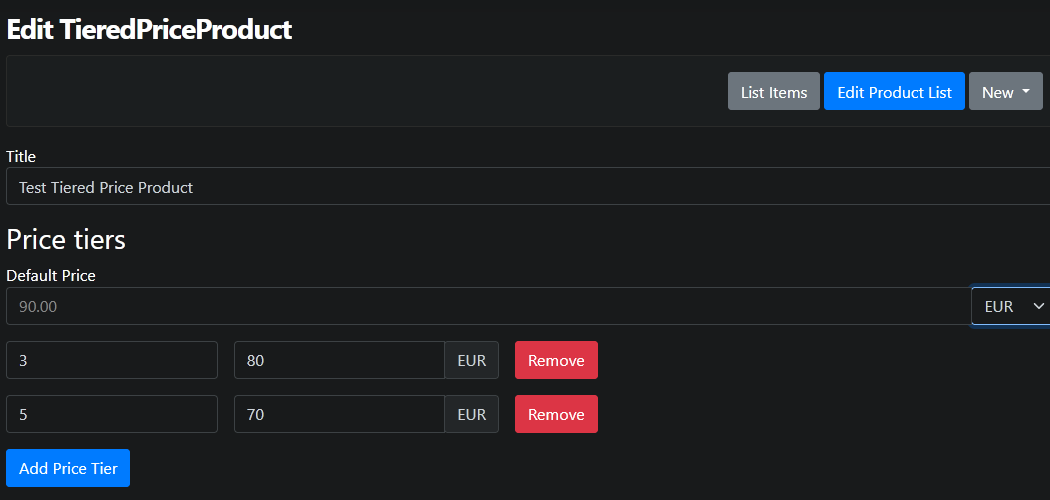 Edit TieredPriceProduct
List Items Edit Product List New
Title
Test Tiered Price Product
Price tiers
Default Price
90.00 EUR
3 80 EUR Remove
5 70 EUR Remove
Add Price Tier